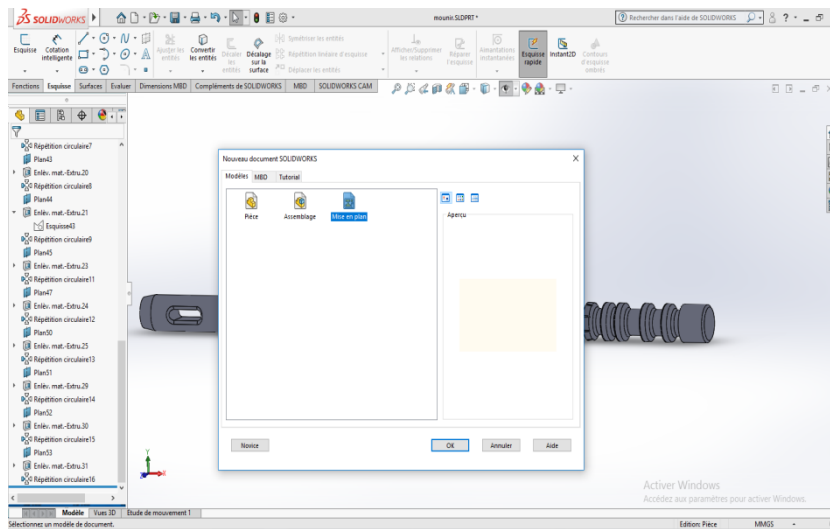 SOLIDWORKS
mounir.SLDPRT *
Rechercher dans l'aide de SOLIDWORKS
Esquisse
Cotation intelligente
Ajuster les entités
Convertir les entités
Décaler les entités
Décalage sur la surface
Symétriser les entités
Répétition linéaire d'esquisse
Déplacer les entités
Afficher/Supprimer les relations
Réparer l'esquisse
Aimantations instantanées
Esquisse rapide
Instant2D
Contours d'esquisse ombrés
Fonctions Esquisse Surfaces Evaluer Dimensions MBD Compléments de SOLIDWORKS MBD SOLIDWORKS CAM
Répétition circulaire7
Plan43
Enlèv. mat.-Extru.20
Répétition circulaire8
Plan44
Enlèv. mat.-Extru.21
Esquisse43
Répétition circulaire9
Plan45
Enlèv. mat.-Extru.23
Répétition circulaire11
Plan47
Enlèv. mat.-Extru.24
Répétition circulaire12
Plan50
Enlèv. mat.-Extru.25
Répétition circulaire13
Plan51
Enlèv. mat.-Extru.29
Répétition circulaire14
Plan52
Enlèv. mat.-Extru.30
Répétition circulaire15
Plan53
Enlèv. mat.-Extru.31
Répétition circulaire16
Nouveau document SOLIDWORKS
Modèles MBD Tutorial
Pièce Assemblage Mise en plan
Aperçu
Novice OK Annuler Aide
Y
X
Activer Windows
Accédez aux paramètres pour activer Windows.
Modèle Vues 3D Etude de mouvement 1
Sélectionnez un modèle de document.
Edition: Pièce MMGS